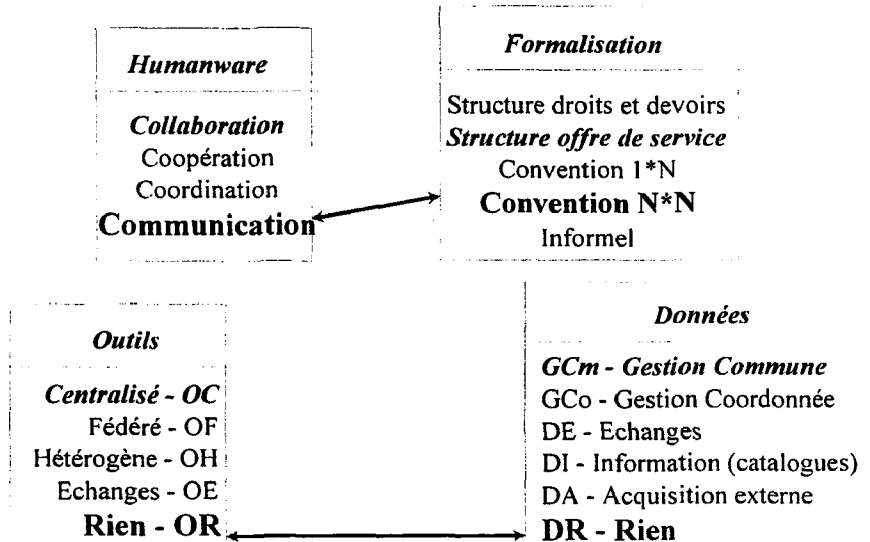 Humanware
Collaboration
Coopération
Coordination
Communication
Formalisation
Structure droits et devoirs
Structure offre de service
Convention 1*N
Convention N*N
Informel
Outils
Centralisé - OC
Fédéré - OF
Hétérogène - OH
Echanges - OE
Rien - OR
Données
GCm - Gestion Commune
GCo - Gestion Coordonnée
DE - Echanges
DI - Information (catalogues)
DA - Acquisition externe
DR - Rien